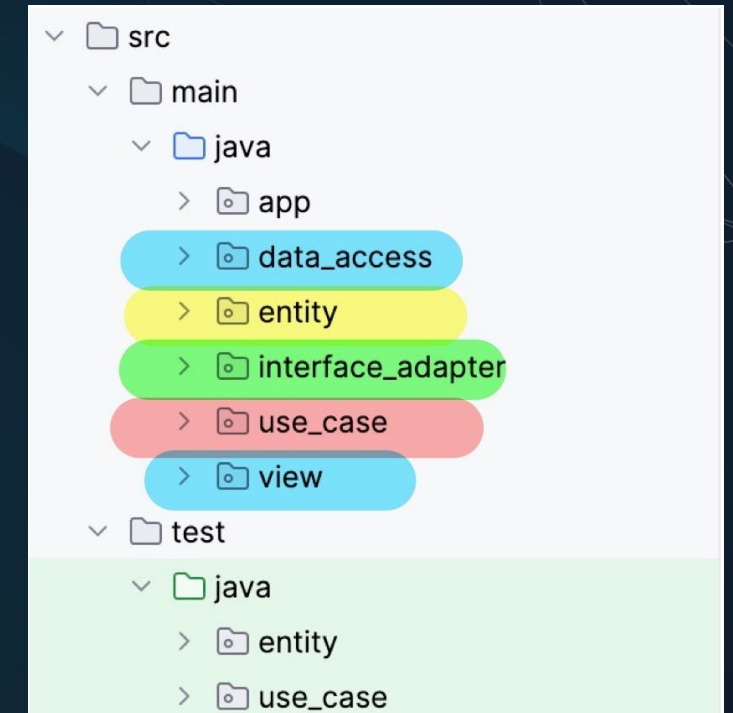 src
main
java
app
data_access
entity
interface_adapter
use_case
view
test
java
entity
use_case